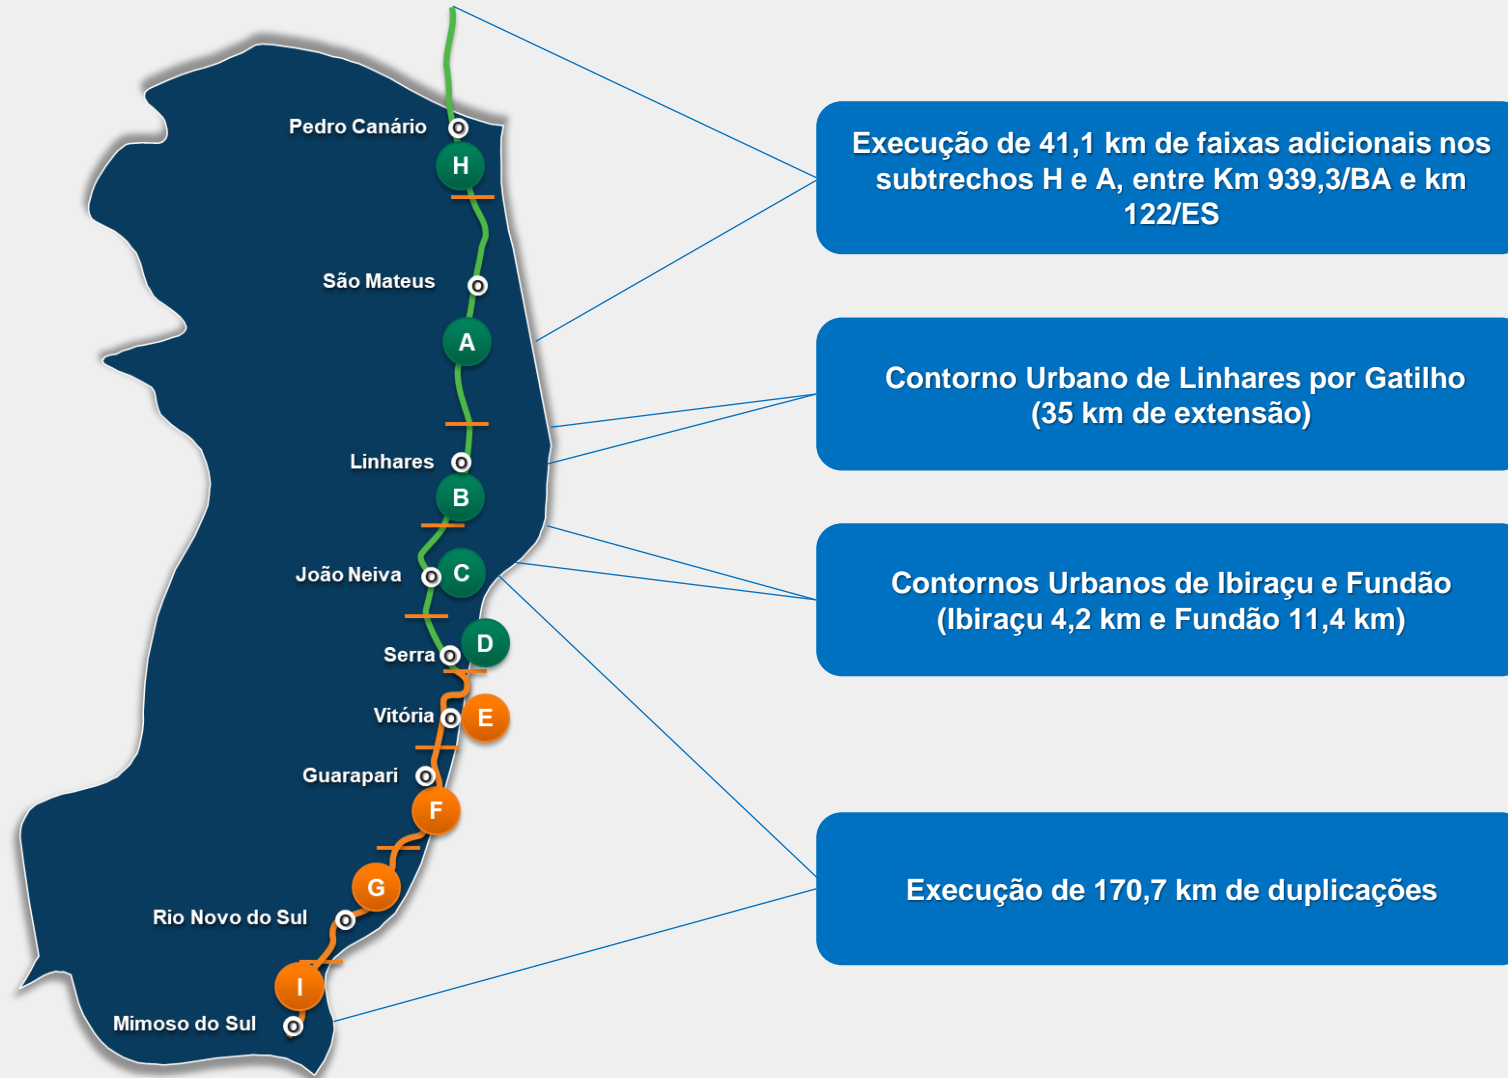 Pedro Canário
O
H
São Mateus
O
A
Linhares
O
B
João Neiva
O
C
Serra
O
D
Vitória
O
E
Guarapari
O
F
G
Rio Novo do Sul
O
I
Mimoso do Sul
O
Execução de 41,1 km de faixas adicionais nos
subtrechos H e A, entre Km 939,3/BA e km
122/ES
Contorno Urbano de Linhares por Gatilho
(35 km de extensão)
Contornos Urbanos de Ibiraçu e Fundão
(Ibiraçu 4,2 km e Fundão 11,4 km)
Execução de 170,7 km de duplicações